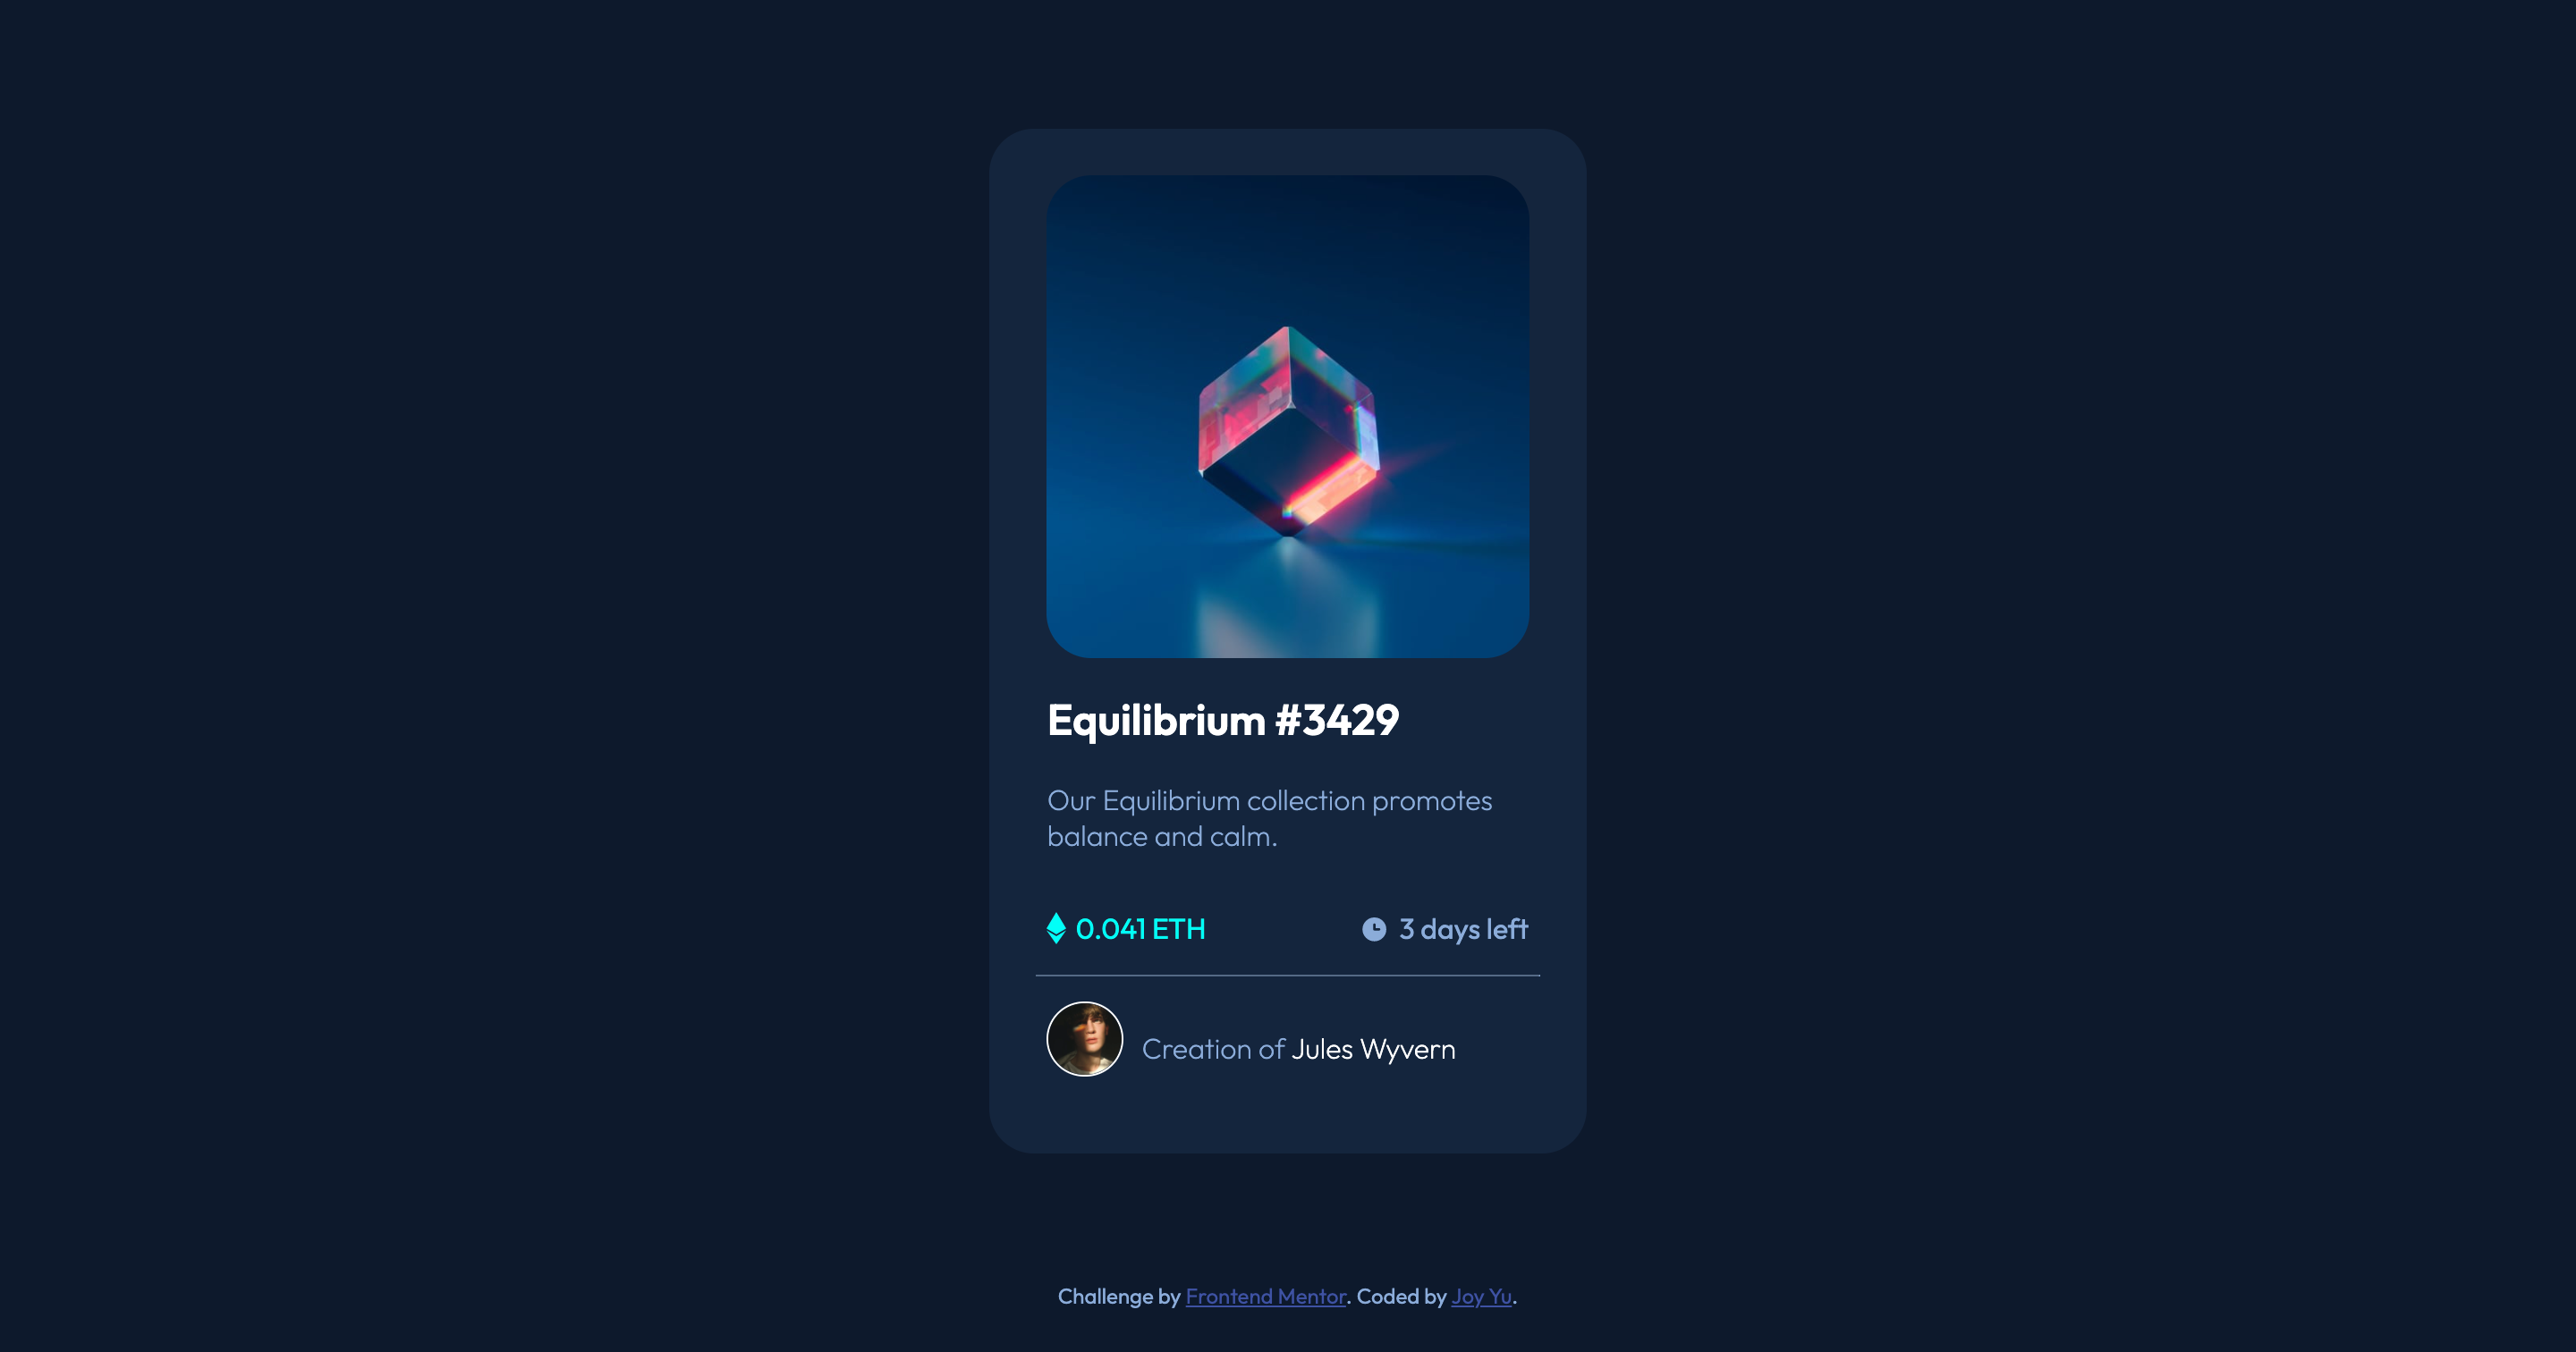 Equilibrium #3429
Our Equilibrium collection promotes
balance and calm.
0.041 ETH
3 days left
Creation of Jules Wyvern
Challenge by Frontend Mentor. Coded by Joy Yu.